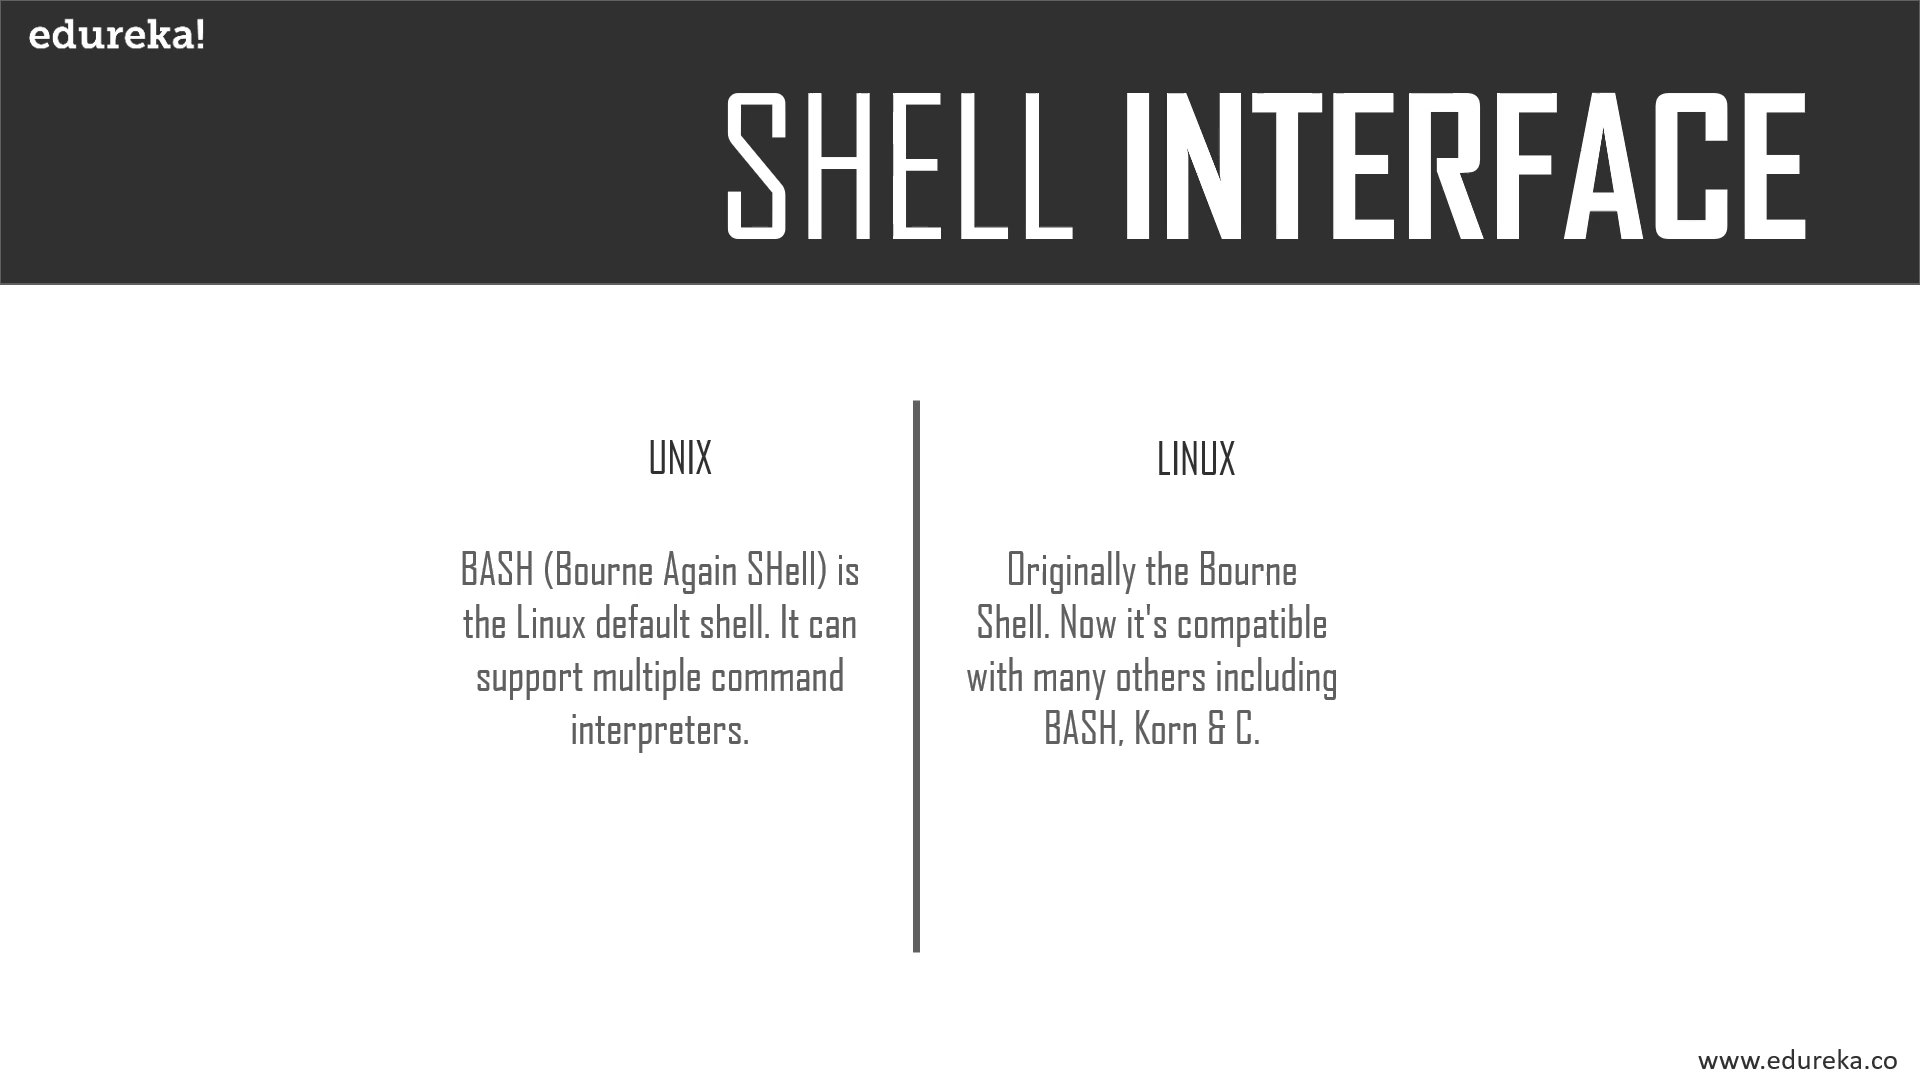 edureka!
SHELL INTERFACE
UNIX
BASH (Bourne Again SHell) is
the Linux default shell. It can
support multiple command
interpreters.
LINUX
Originally the Bourne
Shell. Now it's compatible
with many others including
BASH, Korn & C.
www.edureka.co